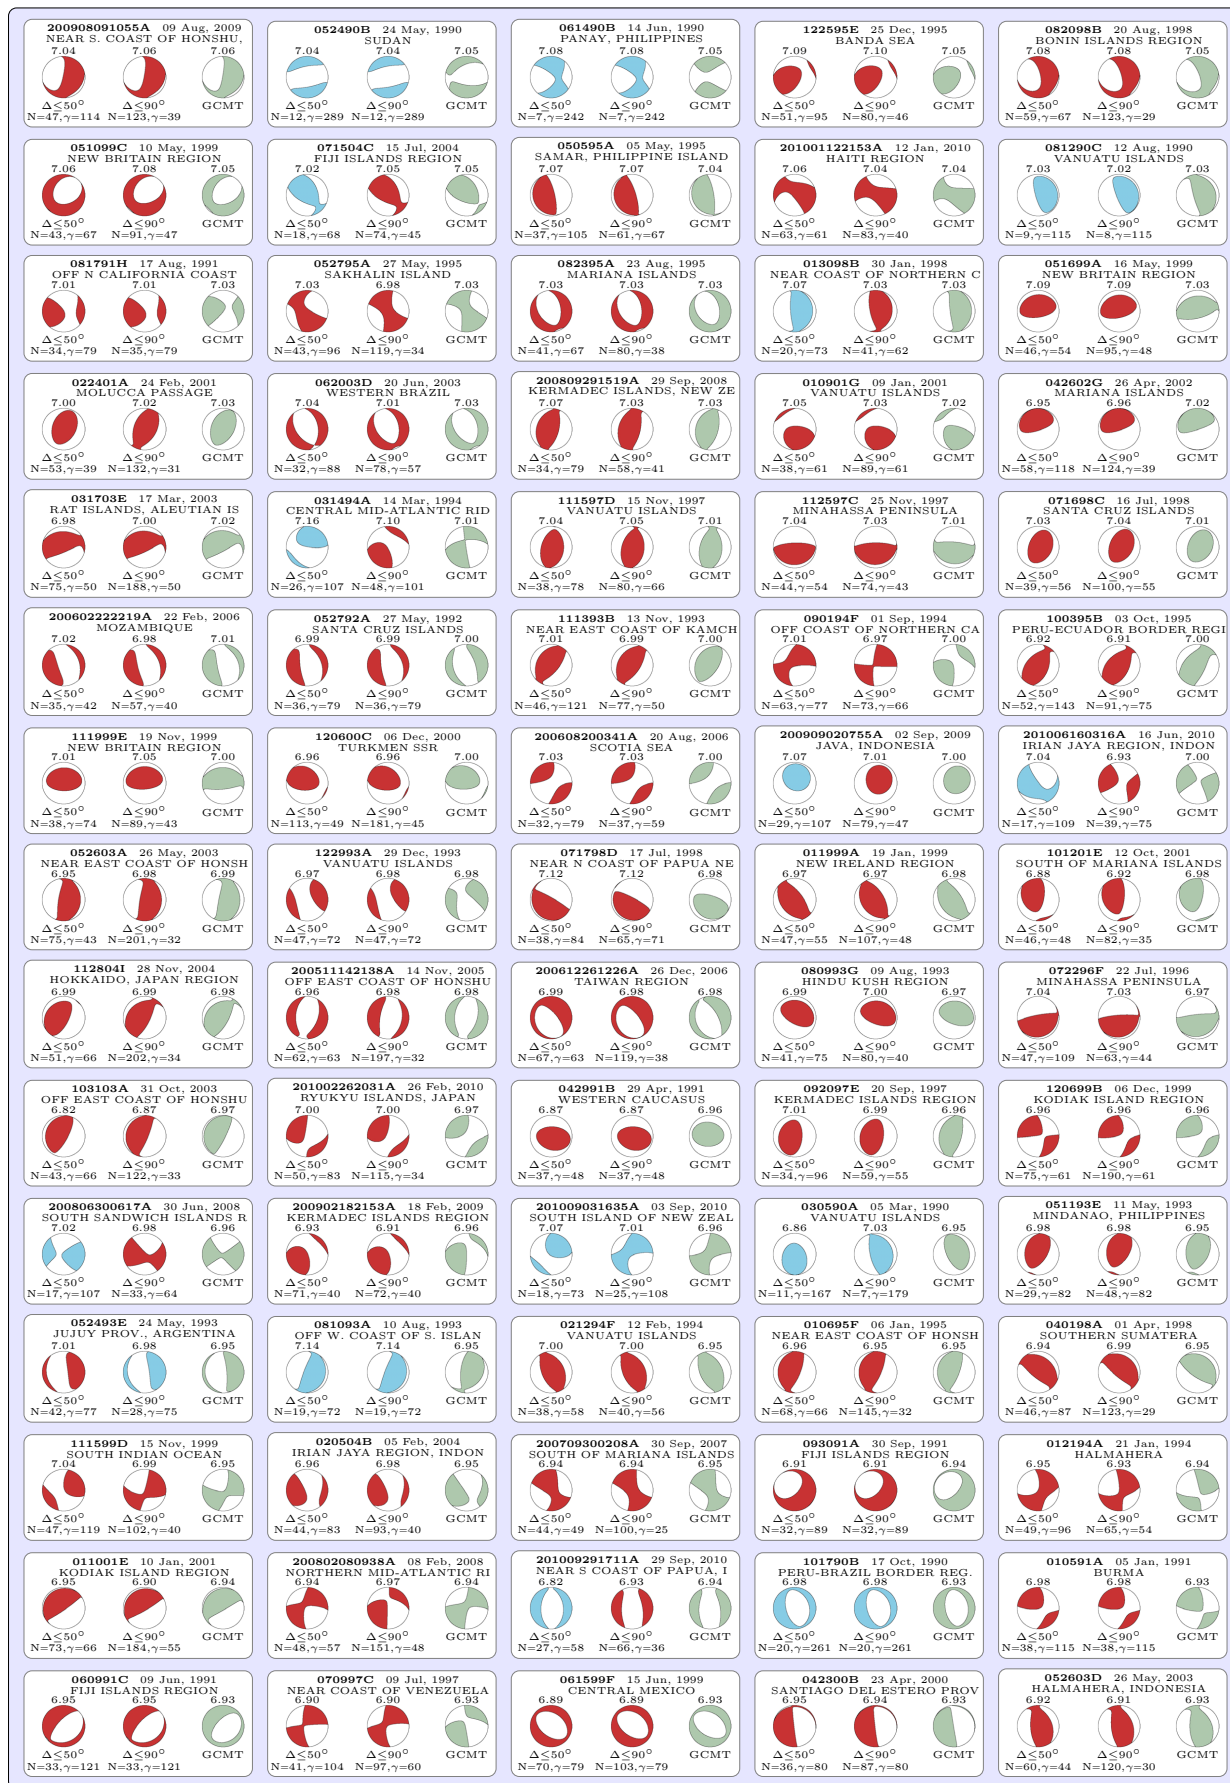 200908091055A 09 Aug, 2009
NEAR S. COAST OF HONSHU,
7.04 7.06 7.06
Δ≤50° Δ≤90° GCMT
N=47,γ=114 N=123,γ=39
052490B 24 May, 1990
SUDAN
7.04 7.04 7.05
Δ≤50° Δ≤90° GCMT
N=12,γ=289 N=12,γ=289
061490B 14 Jun, 1990
PANAY, PHILIPPINES
7.08 7.08 7.05
Δ≤50° Δ≤90° GCMT
N=7,γ=242 N=7,γ=242
122595E 25 Dec, 1995
BANDA SEA
7.09 7.10 7.05
Δ≤50° Δ≤90° GCMT
N=51,γ=95 N=80,γ=46
082098B 20 Aug, 1998
BONIN ISLANDS REGION
7.08 7.08 7.05
Δ≤50° Δ≤90° GCMT
N=59,γ=67 N=123,γ=29
051099C 10 May, 1999
NEW BRITAIN REGION
7.06 7.08 7.05
Δ≤50° Δ≤90° GCMT
N=43,γ=67 N=91,γ=47
071504C 15 Jul, 2004
FIJI ISLANDS REGION
7.02 7.05 7.05
Δ≤50° Δ≤90° GCMT
N=18,γ=68 N=74,γ=45
050595A 05 May, 1995
SAMAR, PHILIPPINE ISLAND
7.07 7.07 7.04
Δ≤50° Δ≤90° GCMT
N=37,γ=105 N=61,γ=67
201001122153A 12 Jan, 2010
HAITI REGION
7.06 7.04 7.04
Δ≤50° Δ≤90° GCMT
N=63,γ=61 N=83,γ=40
081290C 12 Aug, 1990
VANUATU ISLANDS
7.03 7.02 7.03
Δ≤50° Δ≤90° GCMT
N=9,γ=115 N=8,γ=115
081791H 17 Aug, 1991
OFF N CALIFORNIA COAST
7.01 7.01 7.03
Δ≤50° Δ≤90° GCMT
N=34,γ=79 N=35,γ=79
052795A 27 May, 1995
SAKHALIN ISLAND
7.03 6.98 7.03
Δ≤50° Δ≤90° GCMT
N=43,γ=96 N=119,γ=34
082395A 23 Aug, 1995
MARIANA ISLANDS
7.03 7.03 7.03
Δ≤50° Δ≤90° GCMT
N=41,γ=67 N=80,γ=38
013098B 30 Jan, 1998
NEAR COAST OF NORTHERN C
7.07 7.03 7.03
Δ≤50° Δ≤90° GCMT
N=20,γ=73 N=41,γ=62
051699A 16 May, 1999
NEW BRITAIN REGION
7.09 7.09 7.03
Δ≤50° Δ≤90° GCMT
N=46,γ=54 N=95,γ=48
022401A 24 Feb, 2001
MOLUCCA PASSAGE
7.00 7.02 7.03
Δ≤50° Δ≤90° GCMT
N=53,γ=39 N=132,γ=31
062003D 20 Jun, 2003
WESTERN BRAZIL
7.04 7.01 7.03
Δ≤50° Δ≤90° GCMT
N=32,γ=88 N=78,γ=57
200809291519A 29 Sep, 2008
KERMADEC ISLANDS, NEW ZE
7.07 7.03 7.03
Δ≤50° Δ≤90° GCMT
N=34,γ=79 N=58,γ=41
010901G 09 Jan, 2001
VANUATU ISLANDS
7.05 7.03 7.02
Δ≤50° Δ≤90° GCMT
N=38,γ=61 N=89,γ=61
042602G 26 Apr, 2002
MARIANA ISLANDS
6.95 6.96 7.02
Δ≤50° Δ≤90° GCMT
N=58,γ=118 N=124,γ=39
031703E 17 Mar, 2003
RAT ISLANDS, ALEUTIAN IS
6.98 7.00 7.02
Δ≤50° Δ≤90° GCMT
N=75,γ=50 N=188,γ=50
031494A 14 Mar, 1994
CENTRAL MID-ATLANTIC RID
7.16 7.10 7.01
Δ≤50° Δ≤90° GCMT
N=26,γ=107 N=48,γ=101
111597D 15 Nov, 1997
VANUATU ISLANDS
7.04 7.05 7.01
Δ≤50° Δ≤90° GCMT
N=38,γ=78 N=80,γ=66
112597C 25 Nov, 1997
MINAHASSA PENINSULA
7.04 7.03 7.01
Δ≤50° Δ≤90° GCMT
N=44,γ=54 N=74,γ=43
071698C 16 Jul, 1998
SANTA CRUZ ISLANDS
7.03 7.04 7.01
Δ≤50° Δ≤90° GCMT
N=39,γ=56 N=100,γ=55
200602222219A 22 Feb, 2006
MOZAMBIQUE
7.02 6.98 7.01
Δ≤50° Δ≤90° GCMT
N=35,γ=42 N=57,γ=40
052792A 27 May, 1992
SANTA CRUZ ISLANDS
6.99 6.99 7.00
Δ≤50° Δ≤90° GCMT
N=36,γ=79 N=36,γ=79
111393B 13 Nov, 1993
NEAR EAST COAST OF KAMCH
7.01 6.99 7.00
Δ≤50° Δ≤90° GCMT
N=46,γ=121 N=77,γ=50
090194F 01 Sep, 1994
OFF COAST OF NORTHERN CA
7.01 6.97 7.00
Δ≤50° Δ≤90° GCMT
N=63,γ=77 N=73,γ=66
100395B 03 Oct, 1995
PERU-ECUADOR BORDER REGI
6.92 6.91 7.00
Δ≤50° Δ≤90° GCMT
N=52,γ=143 N=91,γ=75
111999E 19 Nov, 1999
NEW BRITAIN REGION
7.01 7.05 7.00
Δ≤50° Δ≤90° GCMT
N=38,γ=74 N=89,γ=43
120600C 06 Dec, 2000
TURKMEN SSR
6.96 6.96 7.00
Δ≤50° Δ≤90° GCMT
N=113,γ=49 N=181,γ=45
200608200341A 20 Aug, 2006
SCOTIA SEA
7.03 7.03 7.00
Δ≤50° Δ≤90° GCMT
N=32,γ=79 N=37,γ=59
200909020755A 02 Sep, 2009
JAVA, INDONESIA
7.07 7.01 7.00
Δ≤50° Δ≤90° GCMT
N=29,γ=107 N=79,γ=47
201006160316A 16 Jun, 2010
IRIAN JAYA REGION, INDON
7.04 6.93 7.00
Δ≤50° Δ≤90° GCMT
N=17,γ=109 N=39,γ=75
052603A 26 May, 2003
NEAR EAST COAST OF HONSH
6.95 6.98 6.99
Δ≤50° Δ≤90° GCMT
N=75,γ=43 N=201,γ=32
122993A 29 Dec, 1993
VANUATU ISLANDS
6.97 6.98 6.98
Δ≤50° Δ≤90° GCMT
N=47,γ=72 N=47,γ=72
071798D 17 Jul, 1998
NEAR N COAST OF PAPUA NE
7.12 7.12 6.98
Δ≤50° Δ≤90° GCMT
N=38,γ=84 N=65,γ=71
011999A 19 Jan, 1999
NEW IRELAND REGION
6.97 6.97 6.98
Δ≤50° Δ≤90° GCMT
N=47,γ=55 N=107,γ=48
101201E 12 Oct, 2001
SOUTH OF MARIANA ISLANDS
6.88 6.92 6.98
Δ≤50° Δ≤90° GCMT
N=46,γ=48 N=82,γ=35
112804I 28 Nov, 2004
HOKKAIDO, JAPAN REGION
6.99 6.99 6.98
Δ≤50° Δ≤90° GCMT
N=51,γ=66 N=202,γ=34
200511142138A 14 Nov, 2005
OFF EAST COAST OF HONSHU
6.96 6.98 6.98
Δ≤50° Δ≤90° GCMT
N=62,γ=63 N=197,γ=32
200612261226A 26 Dec, 2006
TAIWAN REGION
6.99 6.98 6.98
Δ≤50° Δ≤90° GCMT
N=67,γ=63 N=119,γ=38
080993G 09 Aug, 1993
HINDU KUSH REGION
6.99 7.00 6.97
Δ≤50° Δ≤90° GCMT
N=41,γ=75 N=80,γ=40
072296F 22 Jul, 1996
MINAHASSA PENINSULA
7.04 7.03 6.97
Δ≤50° Δ≤90° GCMT
N=47,γ=109 N=63,γ=44
103103A 31 Oct, 2003
OFF EAST COAST OF HONSHU
6.82 6.87 6.97
Δ≤50° Δ≤90° GCMT
N=43,γ=66 N=122,γ=33
201002262031A 26 Feb, 2010
RYUKYU ISLANDS, JAPAN
7.00 7.00 6.97
Δ≤50° Δ≤90° GCMT
N=50,γ=83 N=115,γ=34
042991B 29 Apr, 1991
WESTERN CAUCASUS
6.87 6.87 6.96
Δ≤50° Δ≤90° GCMT
N=37,γ=48 N=37,γ=48
092097E 20 Sep, 1997
KERMADEC ISLANDS REGION
7.01 6.99 6.96
Δ≤50° Δ≤90° GCMT
N=34,γ=96 N=59,γ=55
120699B 06 Dec, 1999
KODIAK ISLAND REGION
6.96 6.96 6.96
Δ≤50° Δ≤90° GCMT
N=75,γ=61 N=190,γ=61
200806300617A 30 Jun, 2008
SOUTH SANDWICH ISLANDS R
7.02 6.98 6.96
Δ≤50° Δ≤90° GCMT
N=17,γ=107 N=33,γ=64
200902182153A 18 Feb, 2009
KERMADEC ISLANDS REGION
6.93 6.91 6.96
Δ≤50° Δ≤90° GCMT
N=71,γ=40 N=72,γ=40
201009031635A 03 Sep, 2010
SOUTH ISLAND OF NEW ZEAL
7.07 7.01 6.96
Δ≤50° Δ≤90° GCMT
N=18,γ=73 N=25,γ=108
030590A 05 Mar, 1990
VANUATU ISLANDS
6.86 7.03 6.95
Δ≤50° Δ≤90° GCMT
N=11,γ=167 N=7,γ=179
051193E 11 May, 1993
MINDANAO, PHILIPPINES
6.98 6.98 6.95
Δ≤50° Δ≤90° GCMT
N=29,γ=82 N=48,γ=82
052493E 24 May, 1993
JUJUY PROV., ARGENTINA
7.01 6.98 6.95
Δ≤50° Δ≤90° GCMT
N=42,γ=77 N=28,γ=75
081093A 10 Aug, 1993
OFF W. COAST OF S. ISLAN
7.14 7.14 6.95
Δ≤50° Δ≤90° GCMT
N=19,γ=72 N=19,γ=72
021294F 12 Feb, 1994
VANUATU ISLANDS
7.00 7.00 6.95
Δ≤50° Δ≤90° GCMT
N=38,γ=58 N=40,γ=56
010695F 06 Jan, 1995
NEAR EAST COAST OF HONSH
6.96 6.95 6.95
Δ≤50° Δ≤90° GCMT
N=68,γ=66 N=145,γ=32
040198A 01 Apr, 1998
SOUTHERN SUMATERA
6.94 6.99 6.95
Δ≤50° Δ≤90° GCMT
N=46,γ=87 N=123,γ=29
111599D 15 Nov, 1999
SOUTH INDIAN OCEAN
7.04 6.99 6.95
Δ≤50° Δ≤90° GCMT
N=47,γ=119 N=102,γ=40
020504B 05 Feb, 2004
IRIAN JAYA REGION, INDON
6.96 6.98 6.95
Δ≤50° Δ≤90° GCMT
N=44,γ=83 N=93,γ=40
200709300208A 30 Sep, 2007
SOUTH OF MARIANA ISLANDS
6.94 6.94 6.95
Δ≤50° Δ≤90° GCMT
N=44,γ=49 N=100,γ=25
093091A 30 Sep, 1991
FIJI ISLANDS REGION
6.91 6.91 6.94
Δ≤50° Δ≤90° GCMT
N=32,γ=89 N=32,γ=89
012194A 21 Jan, 1994
HALMAHERA
6.95 6.93 6.94
Δ≤50° Δ≤90° GCMT
N=49,γ=96 N=65,γ=54
011001E 10 Jan, 2001
KODIAK ISLAND REGION
6.95 6.90 6.94
Δ≤50° Δ≤90° GCMT
N=73,γ=66 N=184,γ=55
200802080938A 08 Feb, 2008
NORTHERN MID-ATLANTIC RI
6.94 6.97 6.94
Δ≤50° Δ≤90° GCMT
N=48,γ=57 N=151,γ=48
201009291711A 29 Sep, 2010
NEAR S COAST OF PAPUA, I
6.82 6.93 6.94
Δ≤50° Δ≤90° GCMT
N=27,γ=58 N=66,γ=36
101790B 17 Oct, 1990
PERU-BRAZIL BORDER REG.
6.98 6.98 6.93
Δ≤50° Δ≤90° GCMT
N=20,γ=261 N=20,γ=261
010591A 05 Jan, 1991
BURMA
6.98 6.98 6.93
Δ≤50° Δ≤90° GCMT
N=38,γ=115 N=38,γ=115
060991C 09 Jun, 1991
FIJI ISLANDS REGION
6.95 6.95 6.93
Δ≤50° Δ≤90° GCMT
N=33,γ=121 N=33,γ=121
070997C 09 Jul, 1997
NEAR COAST OF VENEZUELA
6.90 6.90 6.93
Δ≤50° Δ≤90° GCMT
N=41,γ=104 N=97,γ=60
061599F 15 Jun, 1999
CENTRAL MEXICO
6.89 6.89 6.93
Δ≤50° Δ≤90° GCMT
N=70,γ=79 N=103,γ=79
042300B 23 Apr, 2000
SANTIAGO DEL ESTERO PROV
6.95 6.94 6.93
Δ≤50° Δ≤90° GCMT
N=36,γ=80 N=87,γ=80
052603D 26 May, 2003
HALMAHERA, INDONESIA
6.92 6.91 6.93
Δ≤50° Δ≤90° GCMT
N=60,γ=44 N=120,γ=30